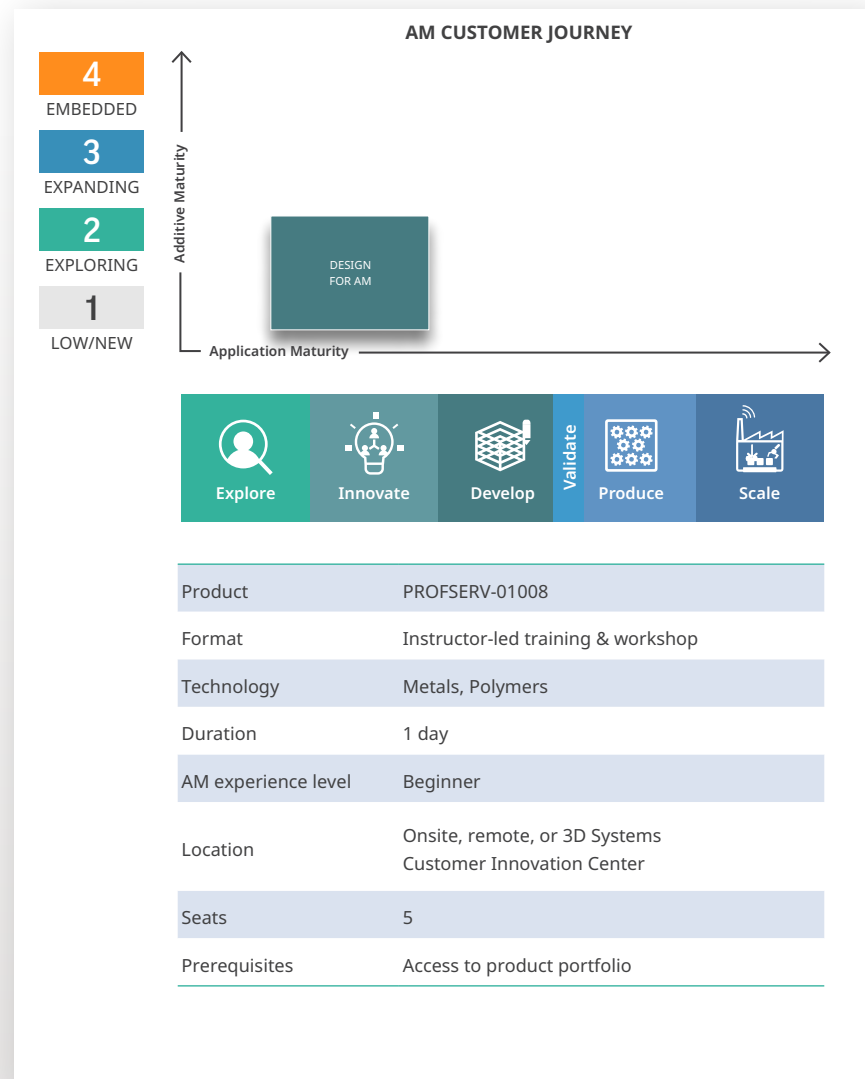 AM CUSTOMER JOURNEY
4
EMBEDDED
3
EXPANDING
2
EXPLORING
1
LOW/NEW
Additive Maturity
DESIGN
FOR AM
Application Maturity
Explore
Innovate
Develop
Validate
Produce
Scale
Product PROFSERV-01008
Format Instructor-led training & workshop
Technology Metals, Polymers
Duration 1 day
AM experience level Beginner
Location Onsite, remote, or 3D Systems
Customer Innovation Center
Seats 5
Prerequisites Access to product portfolio